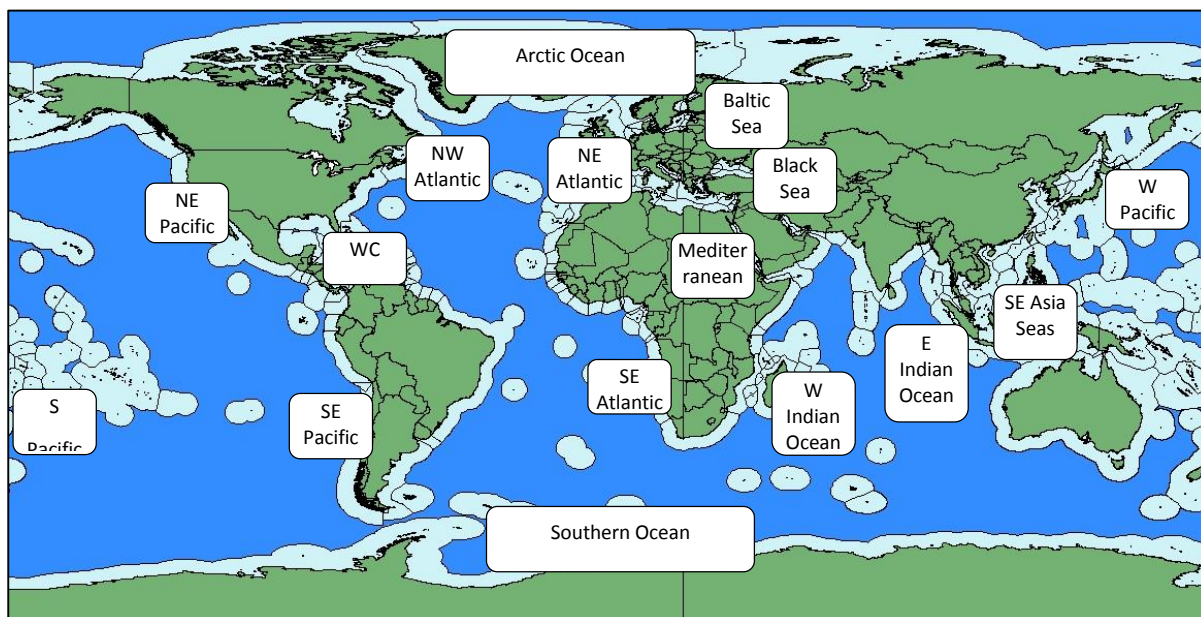 Arctic Ocean
Baltic
Sea
NW
Atlantic
NE
Atlantic
Black
Sea
NE
Pacific
W
Pacific
WC
Mediter
ranean
SE Asia
Seas
E
Indian
Ocean
SE
Atlantic
W
Indian
Ocean
S
Pacific
SE
Pacific
Southern Ocean